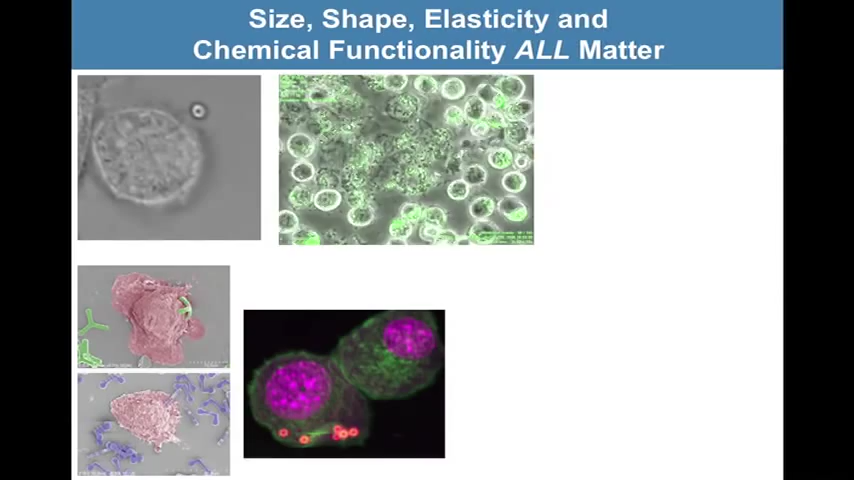 Size, Shape, Elasticity and
Chemical Functionality ALL Matter